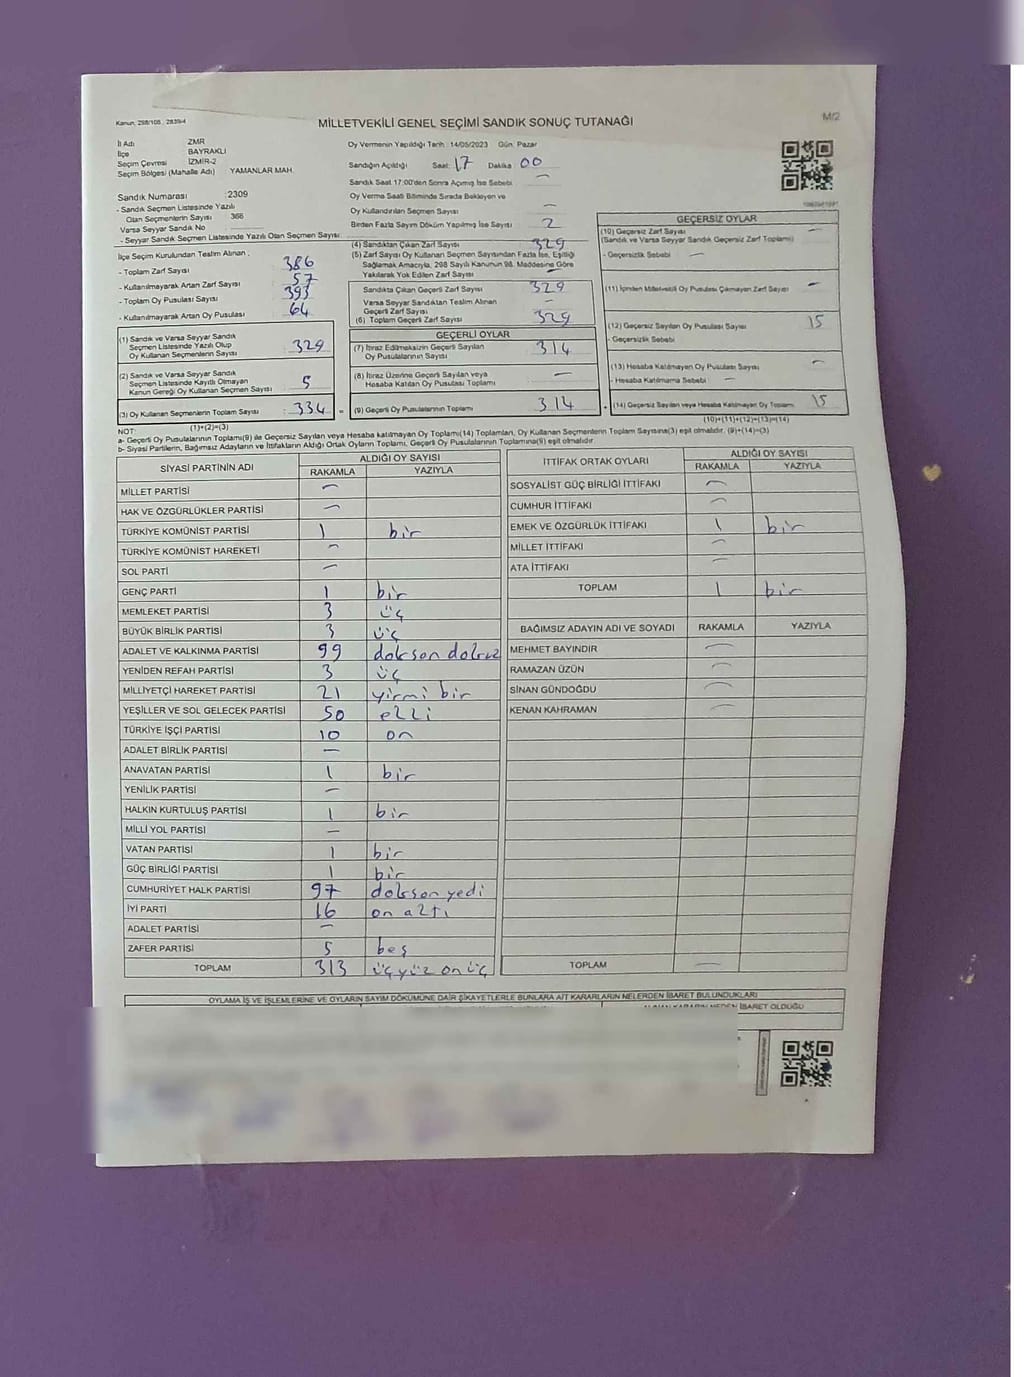 Kanun, 298/105, 2839/4
MİLLETVEKİLİ GENEL SEÇİMİ SANDIK SONUÇ TUTANAĞI
M/2
İl Adı ZMR
İlçe BAYRAKLI
Seçim Çevresi İZMİR-2
Seçim Bölgesi (Mahalle Adı) YAMANLAR MAH.
Oy Vermenin Yapıldığı Tarih : 14/05/2023 Gün: Pazar
Sandığın Açıldığı Saat: 17 Dakika 00
Sandık Saat 17:00'den Sonra Açılmış İse Sebebi —
Oy Verme Saati Bitiminde Sırada Bekleyen ve
Oy Kullandırılan Seçmen Sayısı —
Birden Fazla Sayım Döküm Yapılmış İse Sayısı 2
Sandık Numarası :2309
- Sandık Seçmen Listesinde Yazılı
Olan Seçmenlerin Sayısı : 366
Varsa Seyyar Sandık No
- Seyyar Sandık Seçmen Listesinde Yazılı Olan Seçmen Sayısı
İlçe Seçim Kurulundan Teslim Alınan ;
- Toplam Zarf Sayısı 386
- Kullanılmayarak Artan Zarf Sayısı 57
- Toplam Oy Pusulası Sayısı 393
- Kullanılmayarak Artan Oy Pusulası 64
(1) Sandık ve Varsa Seyyar Sandık
Seçmen Listesinde Yazılı Olup
Oy Kullanan Seçmenlerin Sayısı 329
(2) Sandık ve Varsa Seyyar Sandık
Seçmen Listesinde Kayıtlı Olmayan
Kanun Gereği Oy Kullanan Seçmen Sayısı 5
(3) Oy Kullanan Seçmenlerin Toplam Sayısı 334
(1)+(2)=(3)
(4) Sandıktan Çıkan Zarf Sayısı 329
(5) Zarf Sayısı Oy Kullanan Seçmen Sayısından Fazla İse, Eşitliği
Sağlamak Amacıyla, 298 Sayılı Kanunun 98. Maddesine Göre
Yakılarak Yok Edilen Zarf Sayısı —
Sandıkta Çıkan Geçerli Zarf Sayısı 329
Varsa Seyyar Sandıktan Teslim Alınan
Geçerli Zarf Sayısı —
(6) Toplam Geçerli Zarf Sayısı 329
GEÇERLİ OYLAR
(7) İtiraz Edilmeksizin Geçerli Sayılan
Oy Pusulalarının Sayısı 314
(8) İtiraz Üzerine Geçerli Sayılan veya
Hesaba Katılan Oy Pusulası Toplamı —
= (9) Geçerli Oy Pusulalarının Toplamı 314
GEÇERSİZ OYLAR
(10) Geçersiz Zarf Sayısı —
(Sandık ve Varsa Seyyar Sandık Geçersiz Zarf Toplamı)
- Geçersizlik Sebebi —
(11) İçinden Milletvekili Oy Pusulası Çıkmayan Zarf Sayısı —
(12) Geçersiz Sayılan Oy Pusulası Sayısı 15
- Geçersizlik Sebebi
(13) Hesaba Katılmayan Oy Pusulası Sayısı —
- Hesaba Katılmama Sebebi —
+ (14) Geçersiz Sayılan veya Hesaba Katılmayan Oy Toplamı 15
(10)+(11)+(12)+(13)=(14)
NOT:
a- Geçerli Oy Pusulalarının Toplamı(9) ile Geçersiz Sayılan veya Hesaba katılmayan Oy Toplamı(14) Toplamları, Oy Kullanan Seçmenlerin Toplam Sayısına(3) eşit olmalıdır. (9)+(14)=(3)
b- Siyasi Partilerin, Bağımsız Adayların ve İttifakların Aldığı Ortak Oyların Toplamı, Geçerli Oy Pusulalarının Toplamına(9) eşit olmalıdır.
SİYASİ PARTİNİN ADI ALDIĞI OY SAYISI
RAKAMLA YAZIYLA
MİLLET PARTİSİ —
HAK VE ÖZGÜRLÜKLER PARTİSİ —
TÜRKİYE KOMÜNİST PARTİSİ 1 bir
TÜRKİYE KOMÜNİST HAREKETİ —
SOL PARTİ —
GENÇ PARTİ 1 bir
MEMLEKET PARTİSİ 3 üç
BÜYÜK BİRLİK PARTİSİ 3 üç
ADALET VE KALKINMA PARTİSİ 99 doksan dokuz
YENİDEN REFAH PARTİSİ 3 üç
MİLLİYETÇİ HAREKET PARTİSİ 21 yirmi bir
YEŞİLLER VE SOL GELECEK PARTİSİ 50 elli
TÜRKİYE İŞÇİ PARTİSİ 10 on
ADALET BİRLİK PARTİSİ —
ANAVATAN PARTİSİ 1 bir
YENİLİK PARTİSİ —
HALKIN KURTULUŞ PARTİSİ 1 bir
MİLLİ YOL PARTİSİ —
VATAN PARTİSİ 1 bir
GÜÇ BİRLİĞİ PARTİSİ 1 bir
CUMHURİYET HALK PARTİSİ 97 doksan yedi
İYİ PARTİ 16 on altı
ADALET PARTİSİ —
ZAFER PARTİSİ 5 beş
TOPLAM 313 üçyüz on üç
İTTİFAK ORTAK OYLARI ALDIĞI OY SAYISI
RAKAMLA YAZIYLA
SOSYALİST GÜÇ BİRLİĞİ İTTİFAKI —
CUMHUR İTTİFAKI —
EMEK VE ÖZGÜRLÜK İTTİFAKI 1 bir
MİLLET İTTİFAKI —
ATA İTTİFAKI —
TOPLAM 1 bir
BAĞIMSIZ ADAYIN ADI VE SOYADI RAKAMLA YAZIYLA
MEHMET BAYINDIR —
RAMAZAN ÜZÜN —
SİNAN GÜNDOĞDU —
KENAN KAHRAMAN —
TOPLAM —
OYLAMA İŞ VE İŞLEMLERİNE VE OYLARIN SAYIM DÖKÜMÜNE DAİR ŞİKAYETLERLE BUNLARA AİT KARARLARIN NELERDEN İBARET BULUNDUKLARI
ALINAN KARARIN NEDEN İBARET OLDUĞU